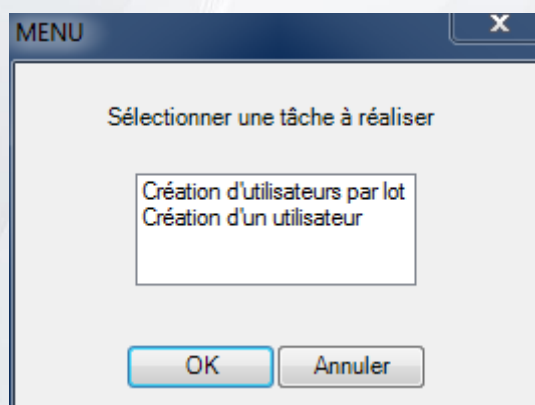 MENU
Sélectionner une tâche à réaliser
Création d'utilisateurs par lot
Création d'un utilisateur
OK
Annuler